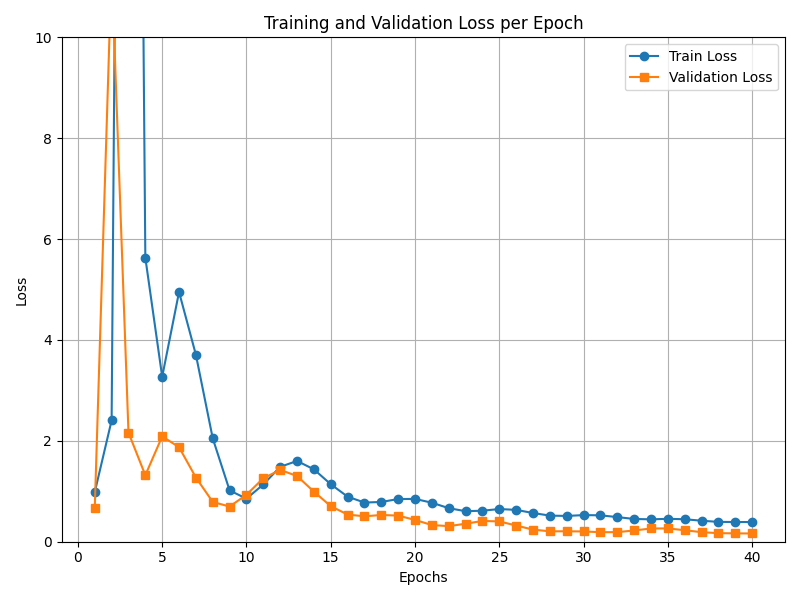 Training and Validation Loss per Epoch
Train Loss
Validation Loss
Loss
10
8
6
4
2
0
0 5 10 15 20 25 30 35 40
Epochs